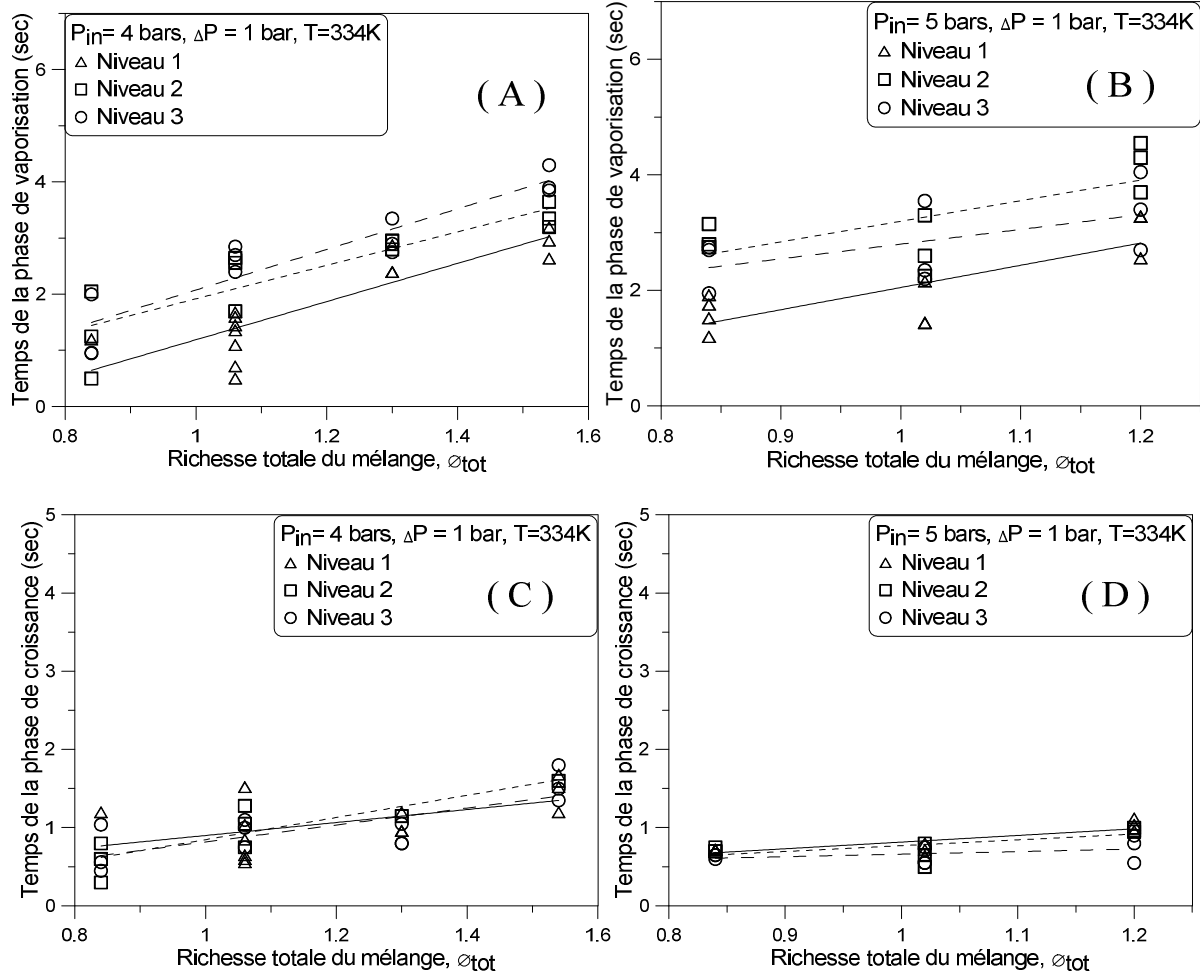 Pin= 4 bars, ΔP = 1 bar, T=334K
Niveau 1
Niveau 2
Niveau 3
( A )
Temps de la phase de vaporisation (sec)
6
4
2
0
0.8 1 1.2 1.4 1.6
Richesse totale du mélange, ∅tot
Pin= 5 bars, ΔP = 1 bar, T=334K
Niveau 1
Niveau 2
Niveau 3
( B )
Temps de la phase de vaporisation (sec)
6
4
2
0
0.8 0.9 1 1.1 1.2
Richesse totale du mélange, ∅tot
Pin= 4 bars, ΔP = 1 bar, T=334K
Niveau 1
Niveau 2
Niveau 3
( C )
Temps de la phase de croissance (sec)
5
4
3
2
1
0
0.8 1 1.2 1.4 1.6
Richesse totale du mélange, ∅tot
Pin= 5 bars, ΔP = 1 bar, T=334K
Niveau 1
Niveau 2
Niveau 3
( D )
Temps de la phase de croissance (sec)
5
4
3
2
1
0
0.8 0.9 1 1.1 1.2
Richesse totale du mélange, ∅tot